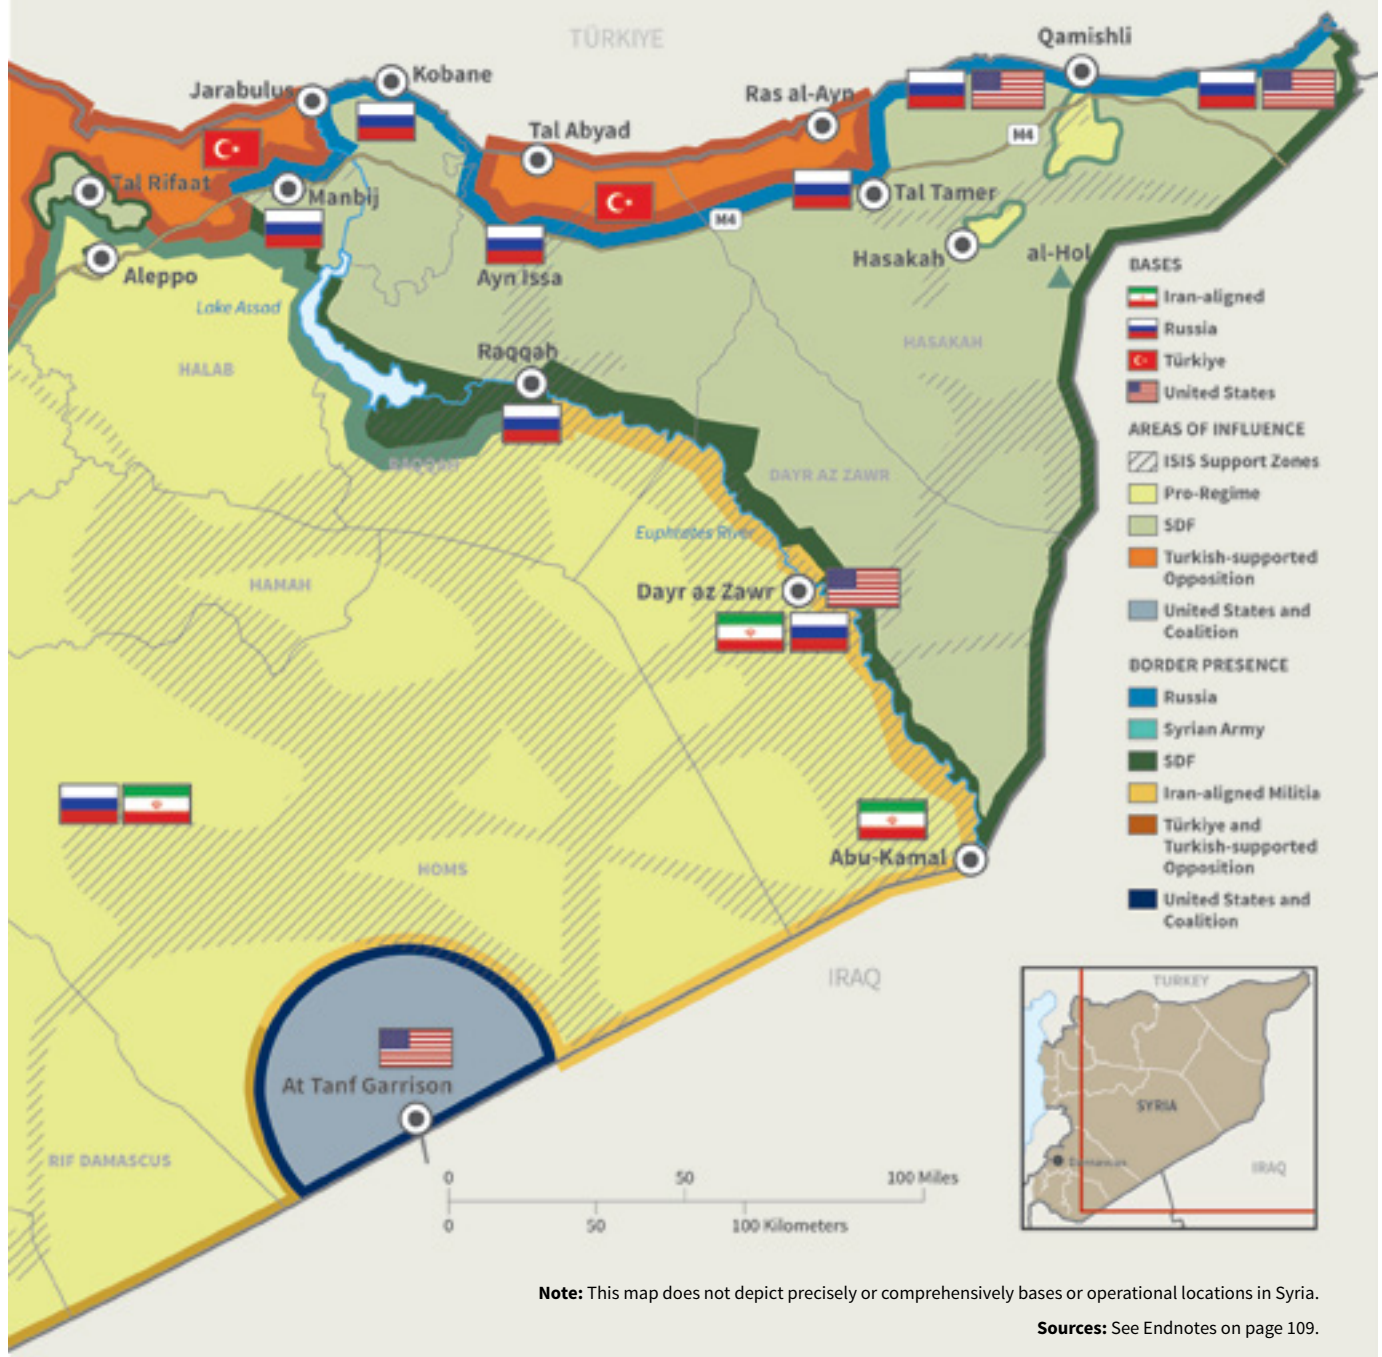 TÜRKIYE
Qamishli
Kobane
Jarabulus
Ras al-Ayn
Tal Abyad
M4
Tal Rifaat
Manbij
Tal Tamer
M4
Hasakah
al-Hol
Aleppo
Ayn Issa
Lake Assad
HALAB
Raqqah
HASAKAH
RAQQAH
DAYR AZ ZAWR
Euphrates River
HAMAH
Dayr az Zawr
Abu-Kamal
HOMS
IRAQ
At Tanf Garrison
RIF DAMASCUS
BASES
Iran-aligned
Russia
Türkiye
United States
AREAS OF INFLUENCE
ISIS Support Zones
Pro-Regime
SDF
Turkish-supported
Opposition
United States and
Coalition
BORDER PRESENCE
Russia
Syrian Army
SDF
Iran-aligned Militia
Türkiye and
Turkish-supported
Opposition
United States and
Coalition
TURKEY
SYRIA
Damascus
IRAQ
0 50 100 Miles
0 50 100 Kilometers
Note: This map does not depict precisely or comprehensively bases or operational locations in Syria.
Sources: See Endnotes on page 109.